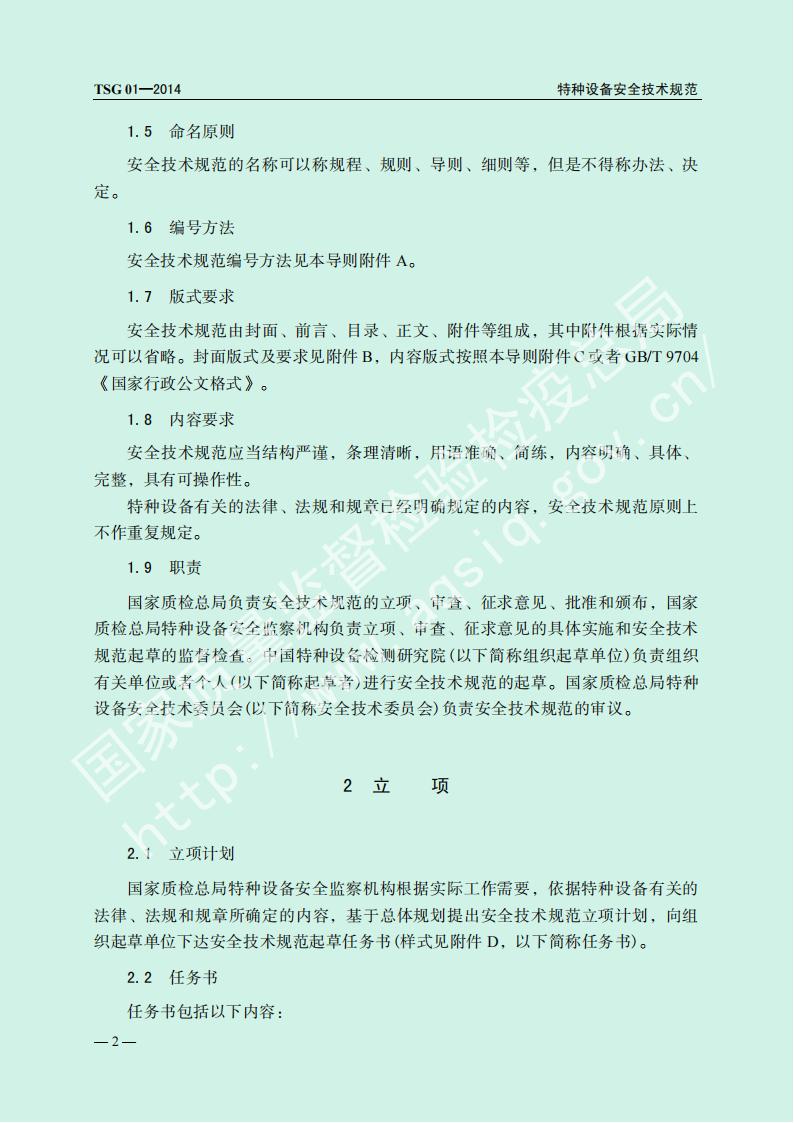 TSG 01—2014 特种设备安全技术规范
1.5 命名原则
安全技术规范的名称可以称规程、规则、导则、细则等，但是不得称办法、决
定。
1.6 编号方法
安全技术规范编号方法见本导则附件 A。
1.7 版式要求
安全技术规范由封面、前言、目录、正文、附件等组成，其中附件根据实际情
况可以省略。封面版式及要求见附件 B，内容版式按照本导则附件 C 或者 GB/T 9704
《国家行政公文格式》。
1.8 内容要求
安全技术规范应当结构严谨，条理清晰，用语准确、简练，内容明确、具体、
完整，具有可操作性。
特种设备有关的法律、法规和规章已经明确规定的内容，安全技术规范原则上
不作重复规定。
1.9 职责
国家质检总局负责安全技术规范的立项、审查、征求意见、批准和颁布，国家
质检总局特种设备安全监察机构负责立项、审查、征求意见的具体实施和安全技术
规范起草的监督检查。中国特种设备检测研究院(以下简称组织起草单位)负责组织
有关单位或者个人(以下简称起草者)进行安全技术规范的起草。国家质检总局特种
设备安全技术委员会(以下简称安全技术委员会)负责安全技术规范的审议。
2 立 项
2.1 立项计划
国家质检总局特种设备安全监察机构根据实际工作需要，依据特种设备有关的
法律、法规和规章所确定的内容，基于总体规划提出安全技术规范立项计划，向组
织起草单位下达安全技术规范起草任务书(样式见附件 D，以下简称任务书)。
2.2 任务书
任务书包括以下内容：
— 2 —
国家质量监督检验检疫总局
http://www.aqsiq.gov.cn/